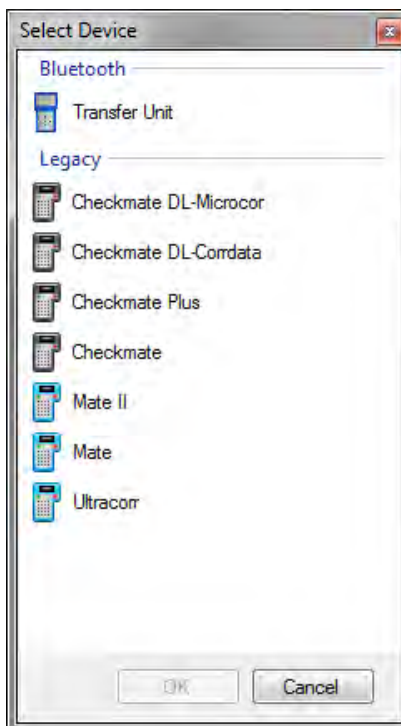 Select Device
Bluetooth
Transfer Unit
Legacy
Checkmate DL-Microcor
Checkmate DL-Corrdata
Checkmate Plus
Checkmate
Mate II
Mate
Ultracorr
OK
Cancel